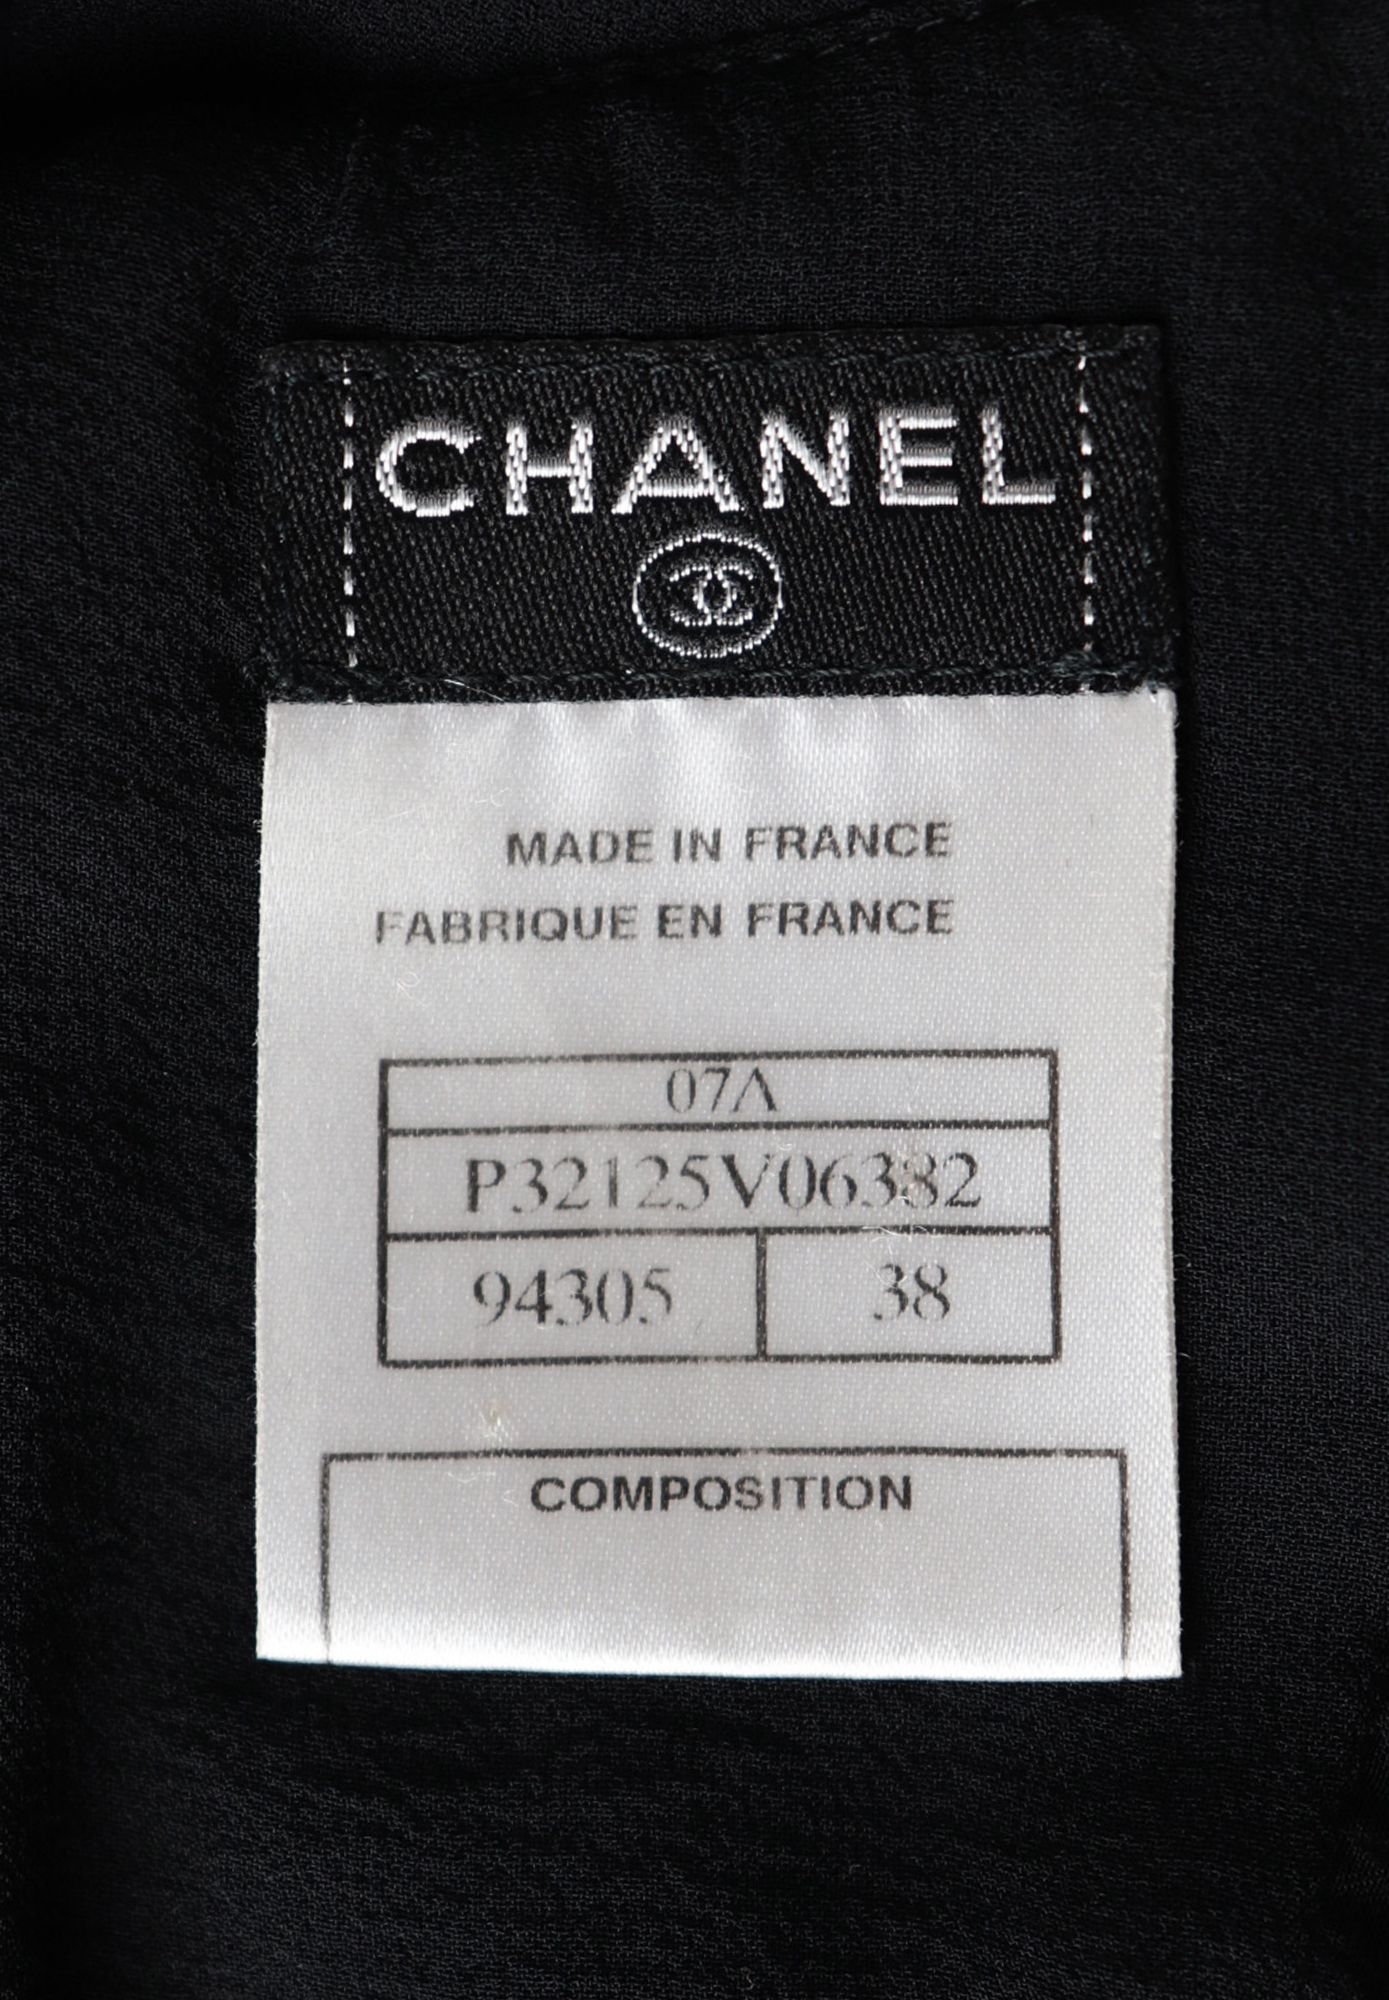 CHANEL
MADE IN FRANCE
FABRIQUE EN FRANCE
07A
P32125V06382
94305 38
COMPOSITION